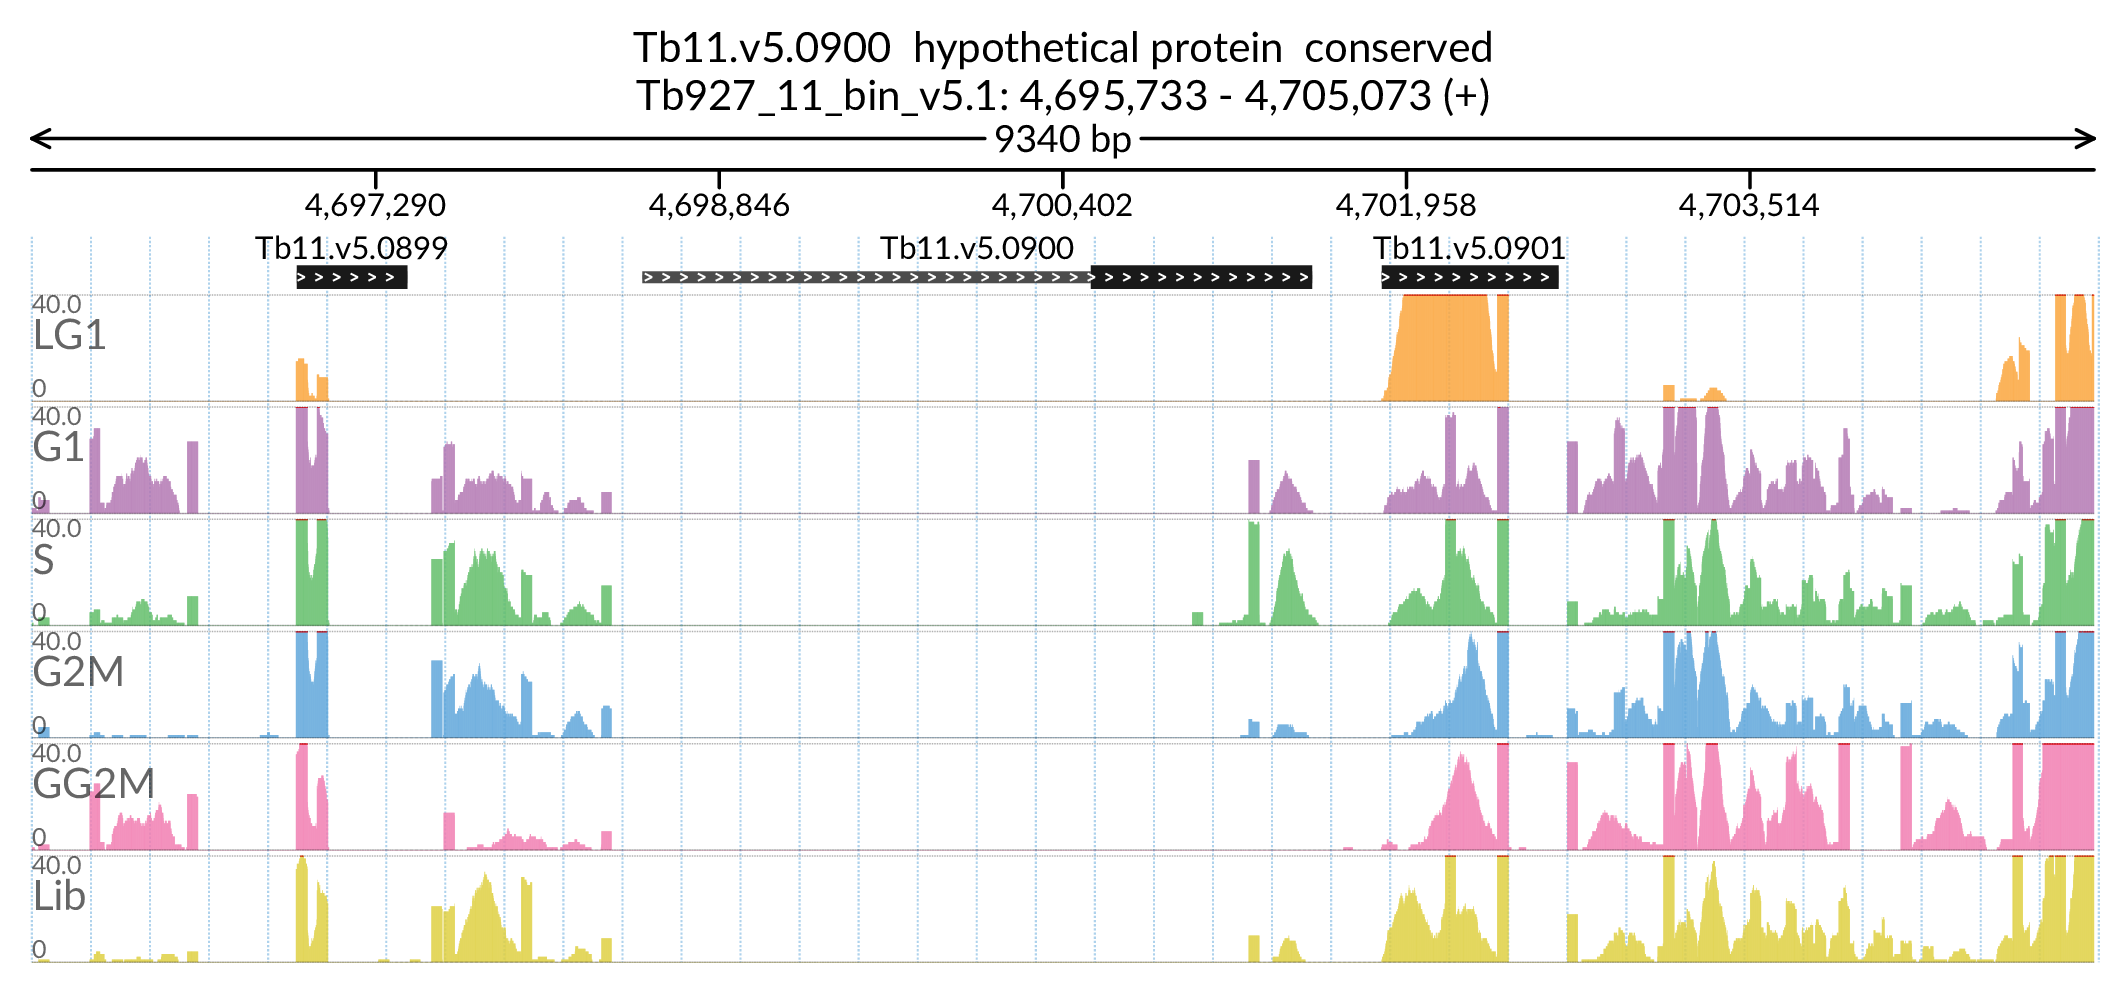 Tb11.v5.0900 hypothetical protein conserved
Tb927_11_bin_v5.1: 4,695,733 - 4,705,073 (+)
9340 bp
4,697,290 4,698,846 4,700,402 4,701,958 4,703,514
Tb11.v5.0899 Tb11.v5.0900 Tb11.v5.0901
40.0
LG1
0
40.0
G1
0
40.0
S
0
40.0
G2M
0
40.0
GG2M
0
40.0
Lib
0